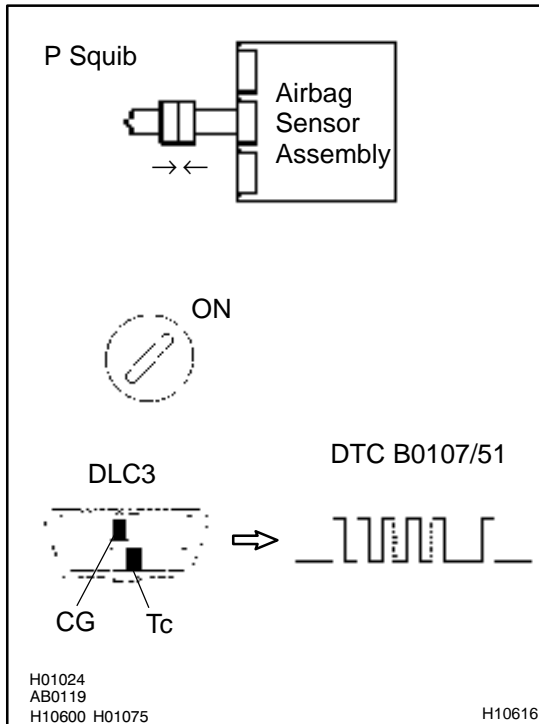 P Squib
Airbag
Sensor
Assembly
ON
DLC3
DTC B0107/51
CG
Tc
H01024
AB0119
H10600 H01075
H10616